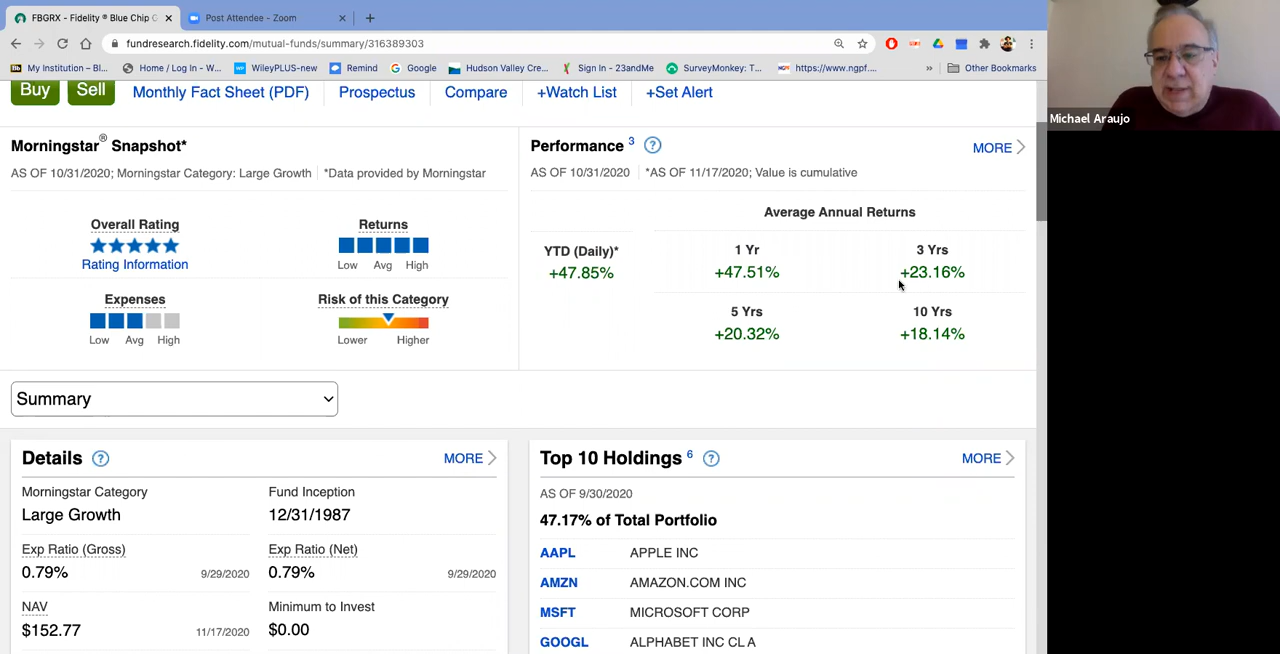 FBGRX - Fidelity ® Blue Chip G
Post Attendee - Zoom
fundresearch.fidelity.com/mutual-funds/summary/316389303
My Institution – Bl...
Home / Log In - W...
WileyPLUS-new
Remind
Google
Hudson Valley Cre...
Sign In - 23andMe
SurveyMonkey: T...
https://www.ngpf....
Other Bookmarks
Buy Sell Monthly Fact Sheet (PDF) Prospectus Compare +Watch List +Set Alert
Michael Araujo
Morningstar® Snapshot*
AS OF 10/31/2020; Morningstar Category: Large Growth *Data provided by Morningstar
Overall Rating
Rating Information
Returns
Low Avg High
Expenses
Low Avg High
Risk of this Category
Lower Higher
Performance 3 ?
MORE
AS OF 10/31/2020 *AS OF 11/17/2020; Value is cumulative
Average Annual Returns
YTD (Daily)*
+47.85%
1 Yr
+47.51%
3 Yrs
+23.16%
5 Yrs
+20.32%
10 Yrs
+18.14%
Summary
Details ?
MORE
Morningstar Category
Large Growth
Fund Inception
12/31/1987
Exp Ratio (Gross)
0.79% 9/29/2020
Exp Ratio (Net)
0.79% 9/29/2020
NAV
$152.77 11/17/2020
Minimum to Invest
$0.00
Top 10 Holdings 6 ?
MORE
AS OF 9/30/2020
47.17% of Total Portfolio
AAPL APPLE INC
AMZN AMAZON.COM INC
MSFT MICROSOFT CORP
GOOGL ALPHABET INC CL A